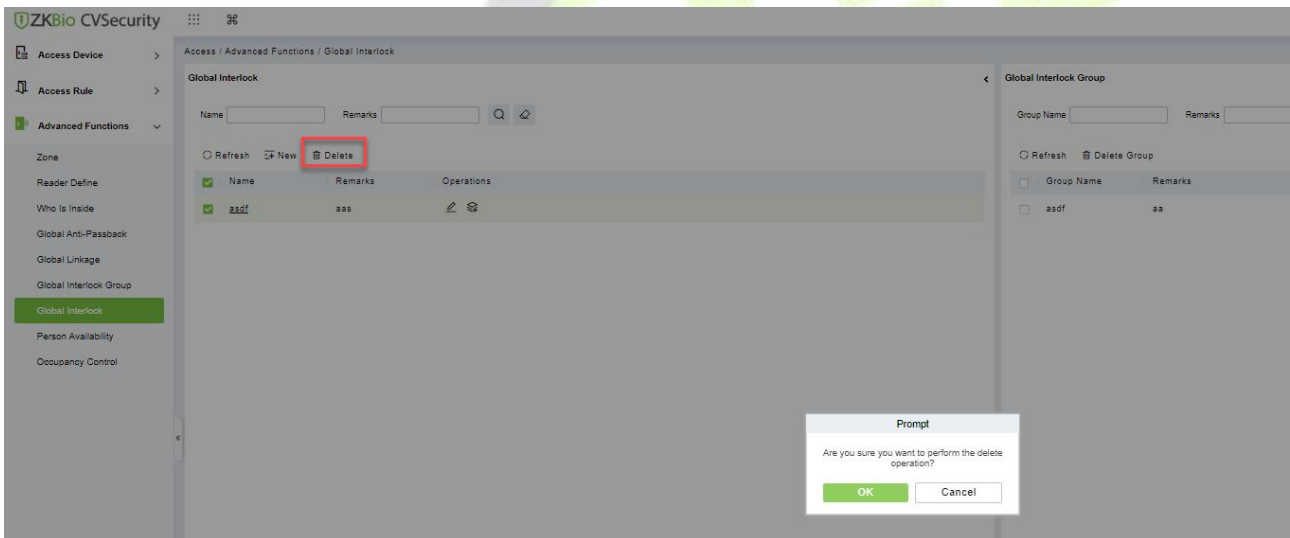 ZKBio CVSecurity
Access Device
Access Rule
Advanced Functions
Zone
Reader Define
Who Is Inside
Global Anti-Passback
Global Linkage
Global Interlock Group
Global Interlock
Person Availability
Occupancy Control
Access / Advanced Functions / Global Interlock
Global Interlock
Name Remarks
Refresh New Delete
Name Remarks Operations
asdf aas
Global Interlock Group
Group Name Remarks
Refresh Delete Group
Group Name Remarks
asdf aa
Prompt
Are you sure you want to perform the delete
operation?
OK Cancel